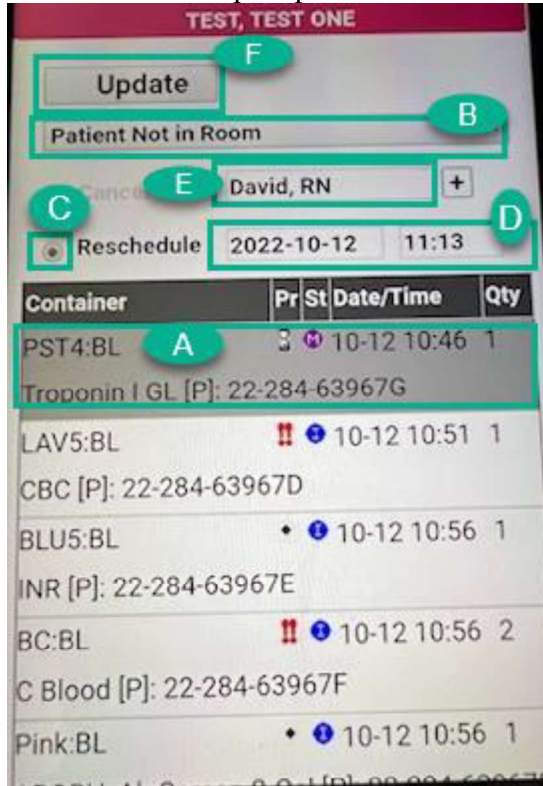 TEST, TEST ONE
F
Update
B
Patient Not in Room
E David, RN +
C
D
Reschedule 2022-10-12 11:13
Container Pr St Date/Time Qty
PST4:BL A M 10-12 10:46 1
Troponin I GL [P]: 22-284-63967G
LAV5:BL 10-12 10:51 1
CBC [P]: 22-284-63967D
BLU5:BL 10-12 10:56 1
INR [P]: 22-284-63967E
BC:BL 10-12 10:56 2
C Blood [P]: 22-284-63967F
Pink:BL 10-12 10:56 1